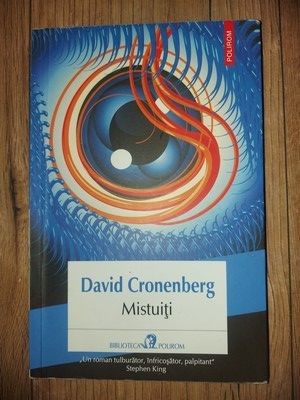 POLIROM
David Cronenberg
Mistuiți
BIBLIOTECA POLIROM
„Un roman tulburător, înfricoșător, palpitant"
Stephen King